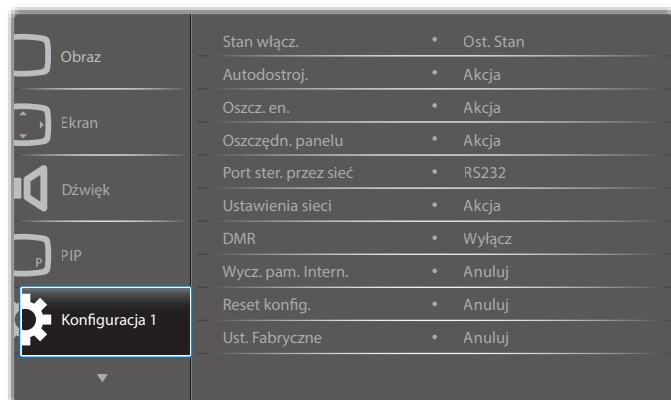 Obraz
Ekran
Dźwięk
P
PIP
Konfiguracja 1
Stan włącz. • Ost. Stan
Autodostroj. • Akcja
Oszcz. en. • Akcja
Oszczędn. panelu • Akcja
Port ster. przez sieć • RS232
Ustawienia sieci • Akcja
DMR • Wyłącz
Wycz. pam. Intern. • Anuluj
Reset konfig. • Anuluj
Ust. Fabryczne • Anuluj